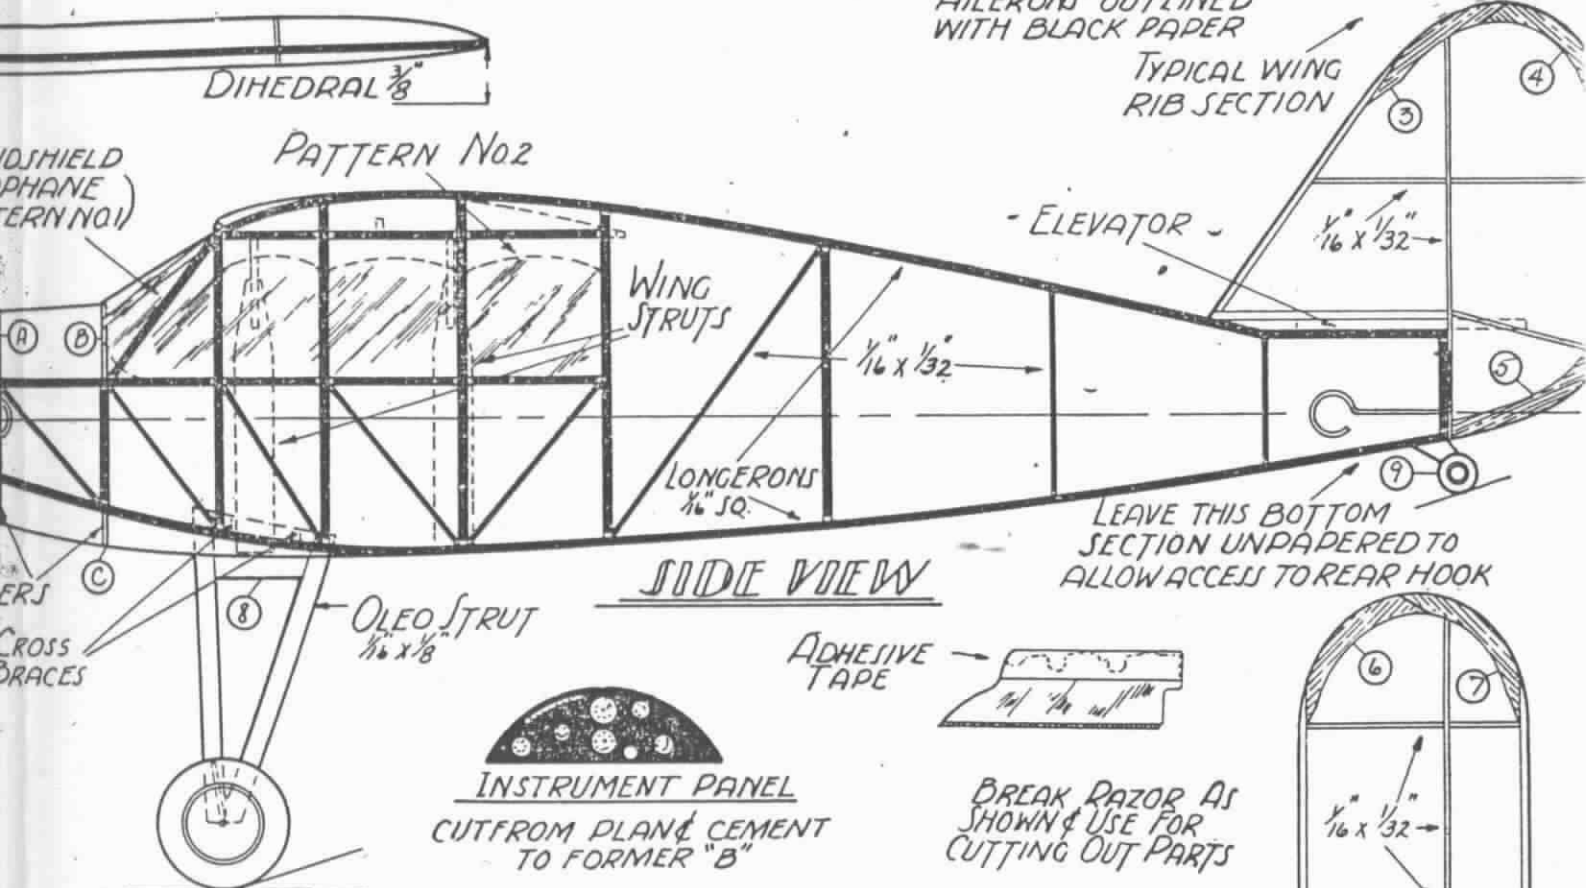 AILERONS OUTLINED
WITH BLACK PAPER
TYPICAL WING
RIB SECTION
3
4
DIHEDRAL 3/8"
PATTERN NO.2
NO.1)
ELEVATOR
1/16" X 1/32"
WING
STRUTS
A
B
1/16" X 1/32"
5
LONGERONS
1/16" SQ.
9
LEAVE THIS BOTTOM
SECTION UNPAPERED TO
ALLOW ACCESS TO REAR HOOK
SIDE VIEW
C
8
OLEO STRUT
1/16" X 1/8"
CROSS
BRACES
ADHESIVE
TAPE
6
7
INSTRUMENT PANEL
CUT FROM PLAN & CEMENT
TO FORMER "B"
BREAK RAZOR AS
SHOWN & USE FOR
CUTTING OUT PARTS
1/16" X 1/32"